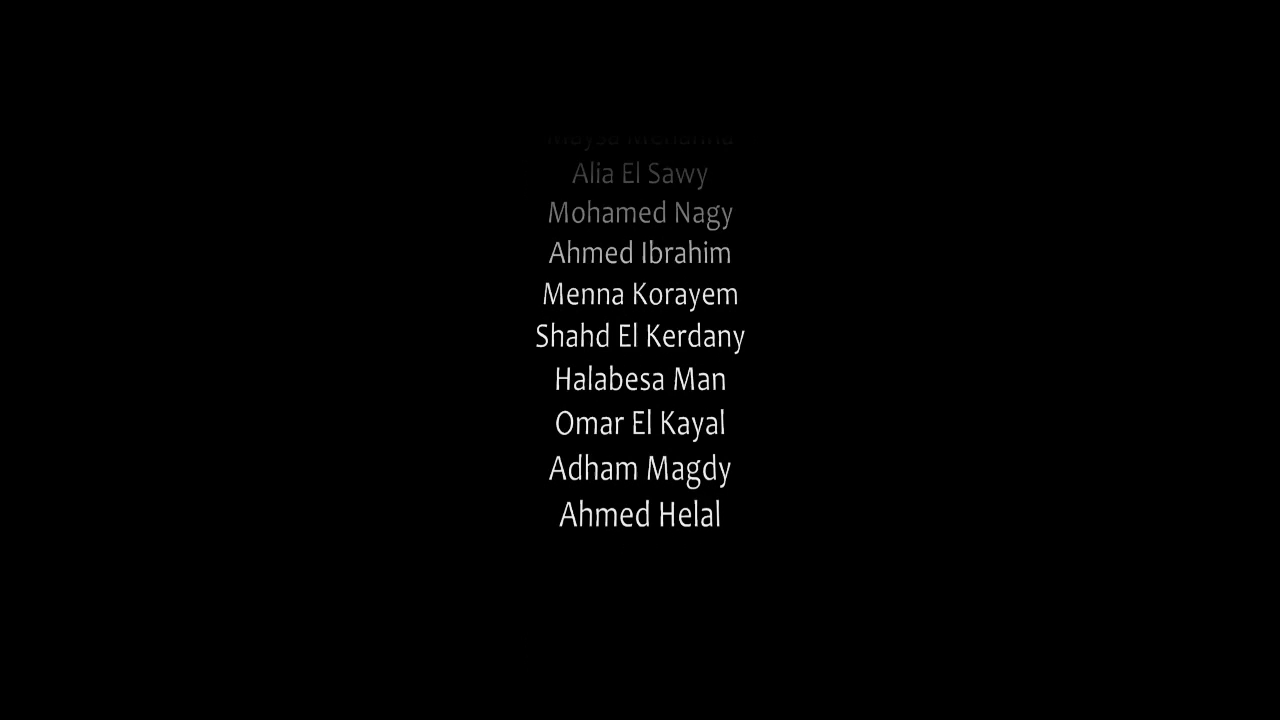 Alia El Sawy
Mohamed Nagy
Ahmed Ibrahim
Menna Korayem
Shahd El Kerdany
Halabesa Man
Omar El Kayal
Adham Magdy
Ahmed Helal